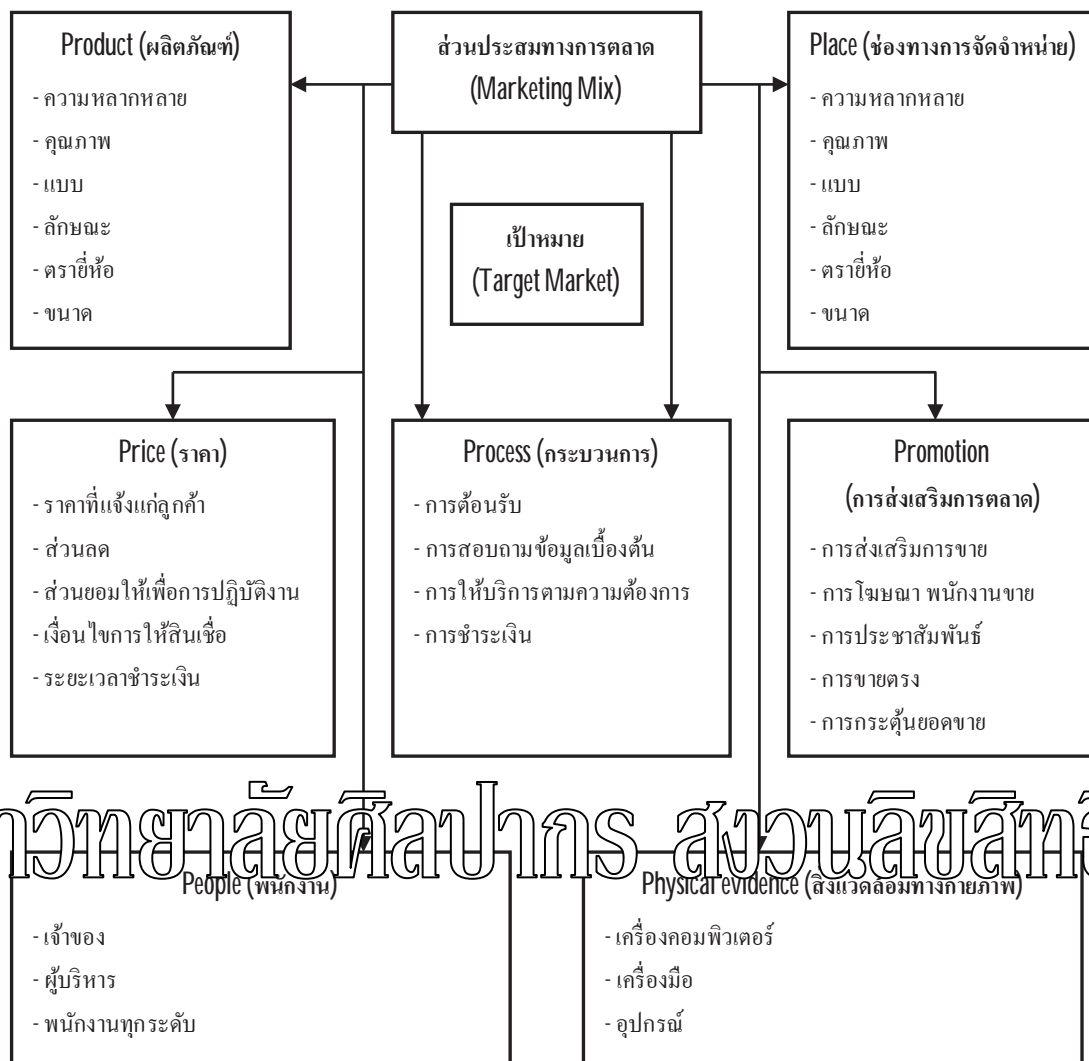 Product (ผลิตภัณฑ์)
- ความหลากหลาย
- คุณภาพ
- แบบ
- ลักษณะ
- ตรายี่ห้อ
- ขนาด
ส่วนประสมทางการตลาด
(Marketing Mix)
Place (ช่องทางการจัดจำหน่าย)
- ความหลากหลาย
- คุณภาพ
- แบบ
- ลักษณะ
- ตรายี่ห้อ
- ขนาด
เป้าหมาย
(Target Market)
Price (ราคา)
- ราคาที่แจ้งแก่ลูกค้า
- ส่วนลด
- ส่วนยอมให้เพื่อการปฏิบัติงาน
- เงื่อนไขการให้สินเชื่อ
- ระยะเวลาชำระเงิน
Process (กระบวนการ)
- การต้อนรับ
- การสอบถามข้อมูลเบื้องต้น
- การให้บริการตามความต้องการ
- การชำระเงิน
Promotion
(การส่งเสริมการตลาด)
- การส่งเสริมการขาย
- การโฆษณา พนักงานขาย
- การประชาสัมพันธ์
- การขายตรง
- การกระตุ้นยอดขาย
าวิทยาลัยศิลปากร สงวนลิขสิท
People (พนักงาน)
- เจ้าของ
- ผู้บริหาร
- พนักงานทุกระดับ
Physical evidence (สิ่งแวดล้อมทางกายภาพ)
- เครื่องคอมพิวเตอร์
- เครื่องมือ
- อุปกรณ์